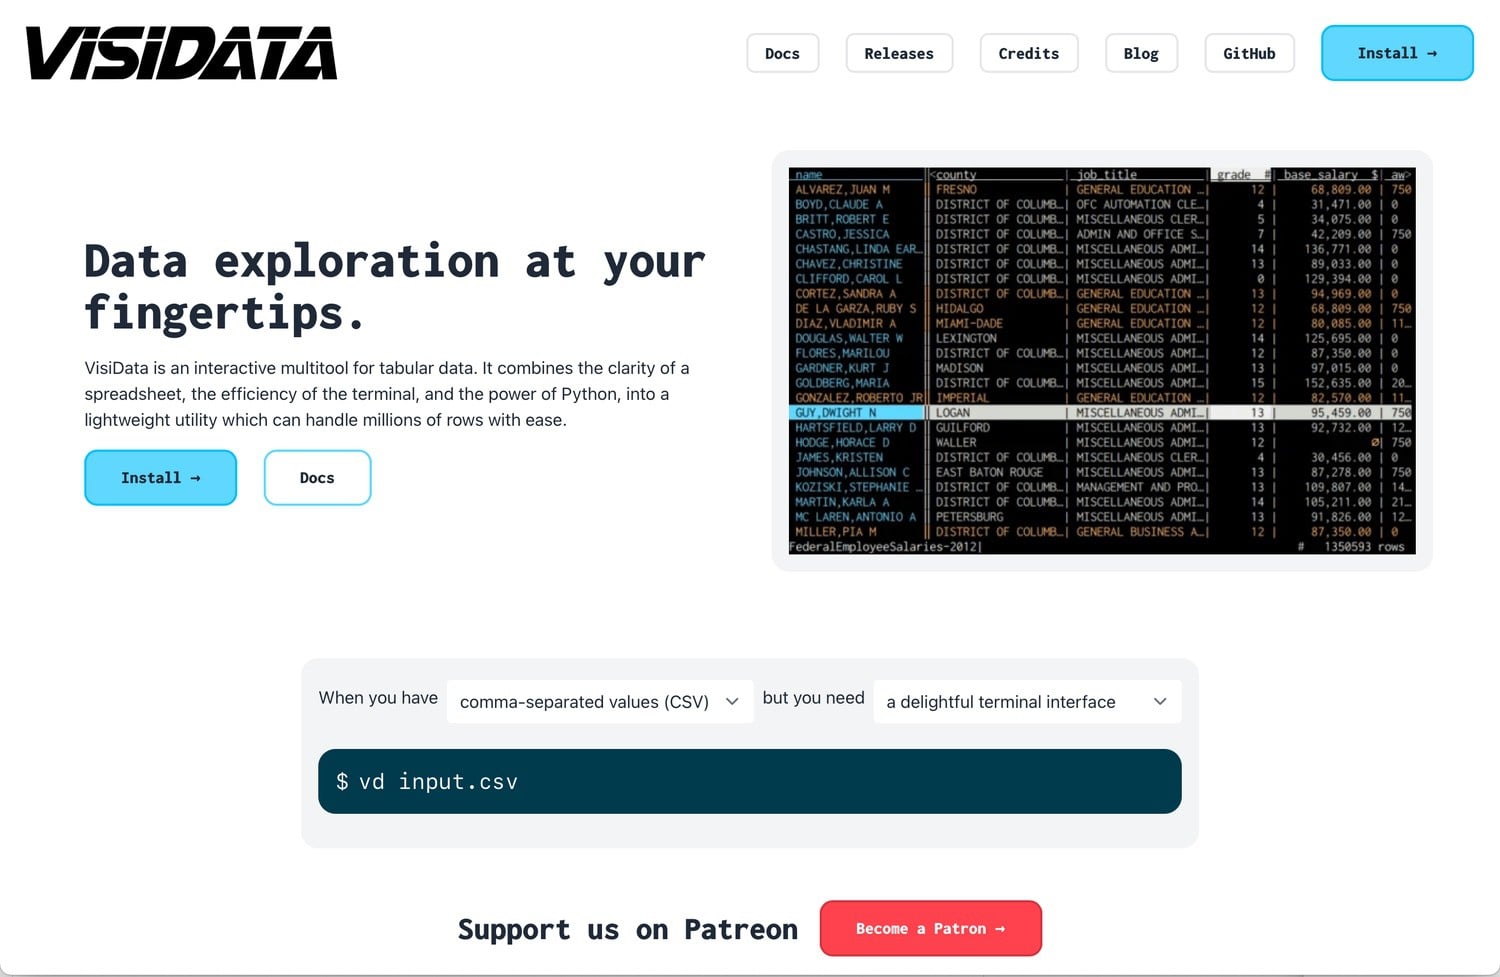 VISIDATA
Docs Releases Credits Blog GitHub Install →
Data exploration at your
fingertips.
VisiData is an interactive multitool for tabular data. It combines the clarity of a
spreadsheet, the efficiency of the terminal, and the power of Python, into a
lightweight utility which can handle millions of rows with ease.
Install → Docs
name ‖<county | job_title | grade #| base_salary $| aw>
ALVAREZ,JUAN M ‖ FRESNO | GENERAL EDUCATION …| 12 | 68,809.00 | 750
BOYD,CLAUDE A ‖ DISTRICT OF COLUMB…| OFC AUTOMATION CLE…| 4 | 31,471.00 | 0
BRITT,ROBERT E ‖ DISTRICT OF COLUMB…| MISCELLANEOUS CLER…| 5 | 34,075.00 | 0
CASTRO,JESSICA ‖ DISTRICT OF COLUMB…| ADMIN AND OFFICE S…| 7 | 42,209.00 | 750
CHASTANG,LINDA EAR…‖ DISTRICT OF COLUMB…| MISCELLANEOUS ADMI…| 14 | 136,771.00 | 0
CHAVEZ,CHRISTINE ‖ DISTRICT OF COLUMB…| MISCELLANEOUS ADMI…| 13 | 89,033.00 | 0
CLIFFORD,CAROL L ‖ DISTRICT OF COLUMB…| MISCELLANEOUS ADMI…| 0 | 129,394.00 | 0
CORTEZ,SANDRA A ‖ DISTRICT OF COLUMB…| GENERAL EDUCATION …| 13 | 94,969.00 | 0
DE LA GARZA,RUBY S ‖ HIDALGO | GENERAL EDUCATION …| 12 | 68,809.00 | 750
DIAZ,VLADIMIR A ‖ MIAMI-DADE | GENERAL EDUCATION …| 12 | 80,085.00 | 11…
DOUGLAS,WALTER W ‖ LEXINGTON | MISCELLANEOUS ADMI…| 14 | 125,695.00 | 0
FLORES,MARILOU ‖ DISTRICT OF COLUMB…| MISCELLANEOUS ADMI…| 12 | 87,350.00 | 0
GARDNER,KURT J ‖ MADISON | MISCELLANEOUS ADMI…| 13 | 97,015.00 | 0
GOLDBERG,MARIA ‖ DISTRICT OF COLUMB…| MISCELLANEOUS ADMI…| 15 | 152,635.00 | 20…
GONZALEZ,ROBERTO JR‖ IMPERIAL | GENERAL EDUCATION …| 12 | 82,570.00 | 11…
GUY,DWIGHT N ‖ LOGAN | MISCELLANEOUS ADMI…| 13 | 95,459.00 | 750
HARTSFIELD,LARRY D ‖ GUILFORD | MISCELLANEOUS ADMI…| 13 | 92,732.00 | 12…
HODGE,HORACE D ‖ WALLER | MISCELLANEOUS ADMI…| 12 | ∅| 750
JAMES,KRISTEN ‖ DISTRICT OF COLUMB…| MISCELLANEOUS CLER…| 4 | 30,456.00 | 0
JOHNSON,ALLISON C ‖ EAST BATON ROUGE | MISCELLANEOUS ADMI…| 13 | 87,278.00 | 750
KOZISKI,STEPHANIE …‖ DISTRICT OF COLUMB…| MANAGEMENT AND PRO…| 13 | 109,807.00 | 14…
MARTIN,KARLA A ‖ DISTRICT OF COLUMB…| MISCELLANEOUS ADMI…| 14 | 105,211.00 | 21…
MC LAREN,ANTONIO A ‖ PETERSBURG | MISCELLANEOUS ADMI…| 13 | 91,826.00 | 12…
MILLER,PIA M ‖ DISTRICT OF COLUMB…| GENERAL BUSINESS A…| 12 | 87,350.00 | 0
FederalEmployeeSalaries-2012| # 1350593 rows
When you have comma-separated values (CSV) but you need a delightful terminal interface
$ vd input.csv
Support us on Patreon Become a Patron →